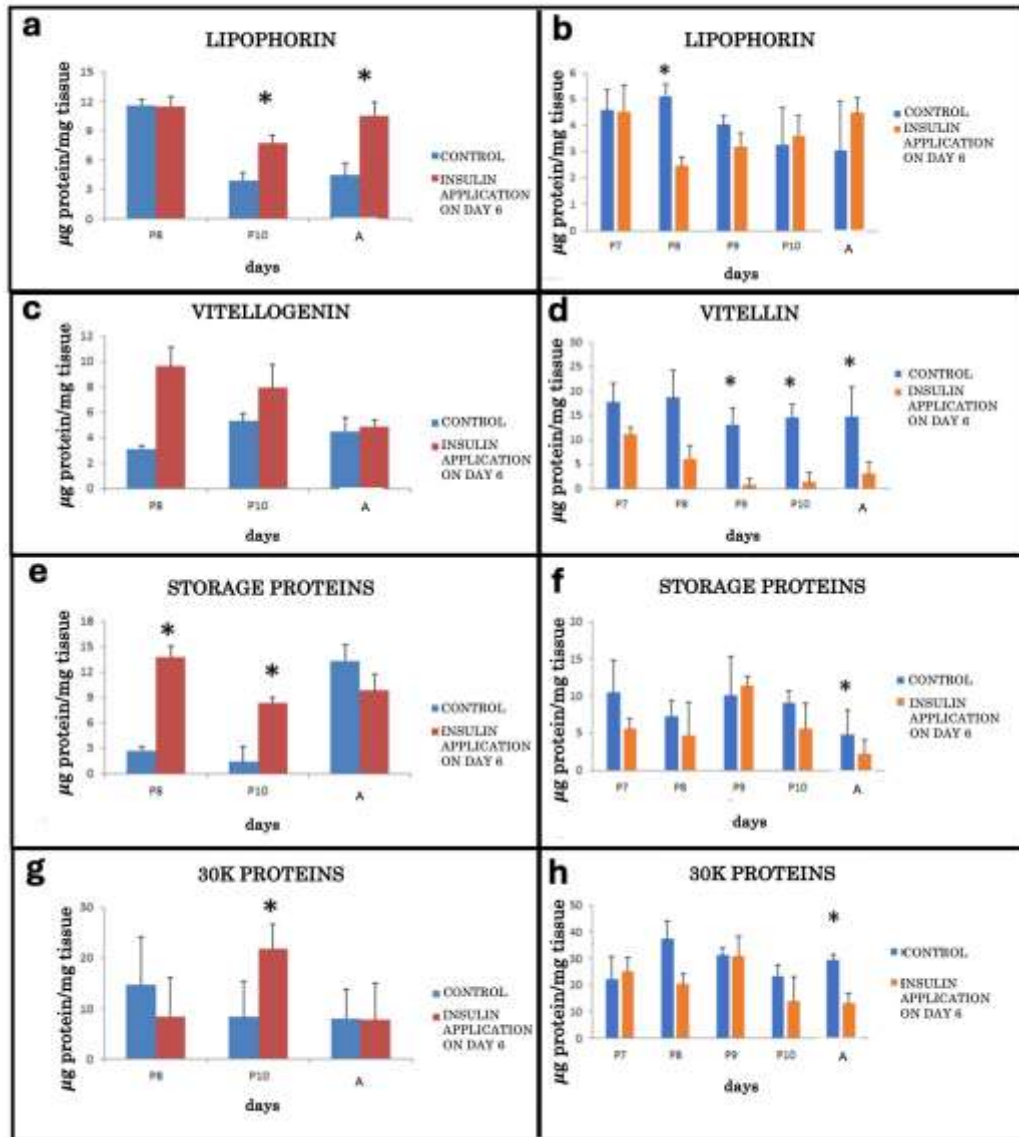 a
LIPOPHORIN
µg protein/mg tissue
15
12
9
6
3
0
*
*
P8
P10
A
days
CONTROL
INSULIN
APPLICATION
ON DAY 6
b
LIPOPHORIN
µg protein/mg tissue
6
5
4
3
2
1
0
*
P7
P8
P9
P10
A
days
CONTROL
INSULIN
APPLICATION
ON DAY 6
c
VITELLOGENIN
µg protein/mg tissue
12
10
8
6
4
2
0
P8
P10
A
days
CONTROL
INSULIN
APPLICATION
ON DAY 6
d
VITELLIN
µg protein/mg tissue
30
25
20
15
10
5
0
*
*
*
P7
P8
P9
P10
A
days
CONTROL
INSULIN
APPLICATION
ON DAY 6
e
STORAGE PROTEINS
µg protein/mg tissue
18
15
12
9
6
3
0
*
*
P8
P10
A
days
CONTROL
INSULIN
APPLICATION
ON DAY 6
f
STORAGE PROTEINS
µg protein/mg tissue
20
15
10
5
0
*
P7
P8
P9
P10
A
days
CONTROL
INSULIN
APPLICATION
ON DAY 6
g
30K PROTEINS
µg protein/mg tissue
30
20
10
0
*
P8
P10
A
days
CONTROL
INSULIN
APPLICATION
ON DAY 6
h
30K PROTEINS
µg protein/mg tissue
50
40
30
20
10
0
*
P7
P8
P9
P10
A
days
CONTROL
INSULIN
APPLICATION
ON DAY 6